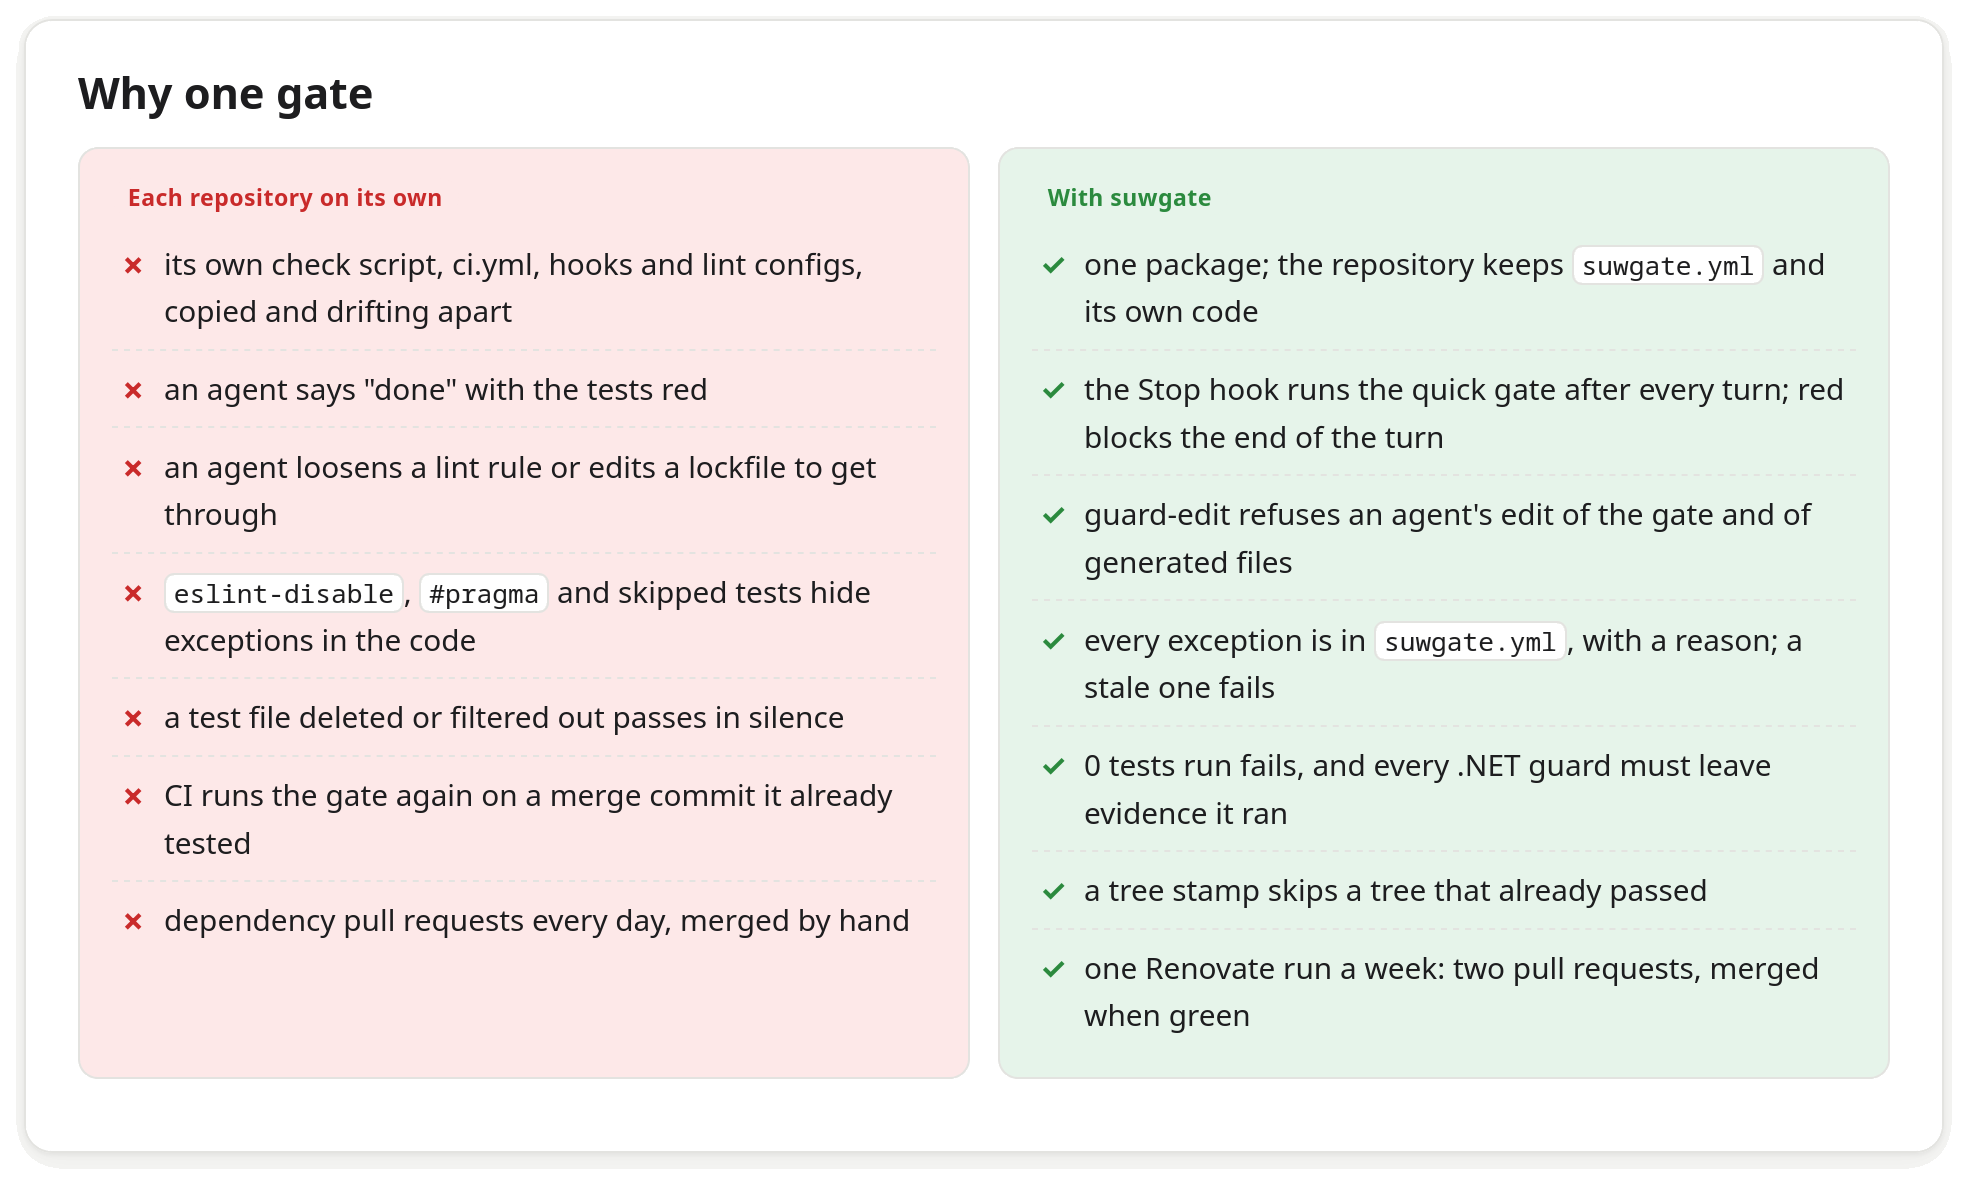 Why one gate
Each repository on its own
its own check script, ci.yml, hooks and lint configs,
copied and drifting apart
an agent says "done" with the tests red
an agent loosens a lint rule or edits a lockfile to get
through
eslint-disable, #pragma and skipped tests hide
exceptions in the code
a test file deleted or filtered out passes in silence
CI runs the gate again on a merge commit it already
tested
dependency pull requests every day, merged by hand
With suwgate
one package; the repository keeps suwgate.yml and
its own code
the Stop hook runs the quick gate after every turn; red
blocks the end of the turn
guard-edit refuses an agent's edit of the gate and of
generated files
every exception is in suwgate.yml, with a reason; a
stale one fails
0 tests run fails, and every .NET guard must leave
evidence it ran
a tree stamp skips a tree that already passed
one Renovate run a week: two pull requests, merged
when green